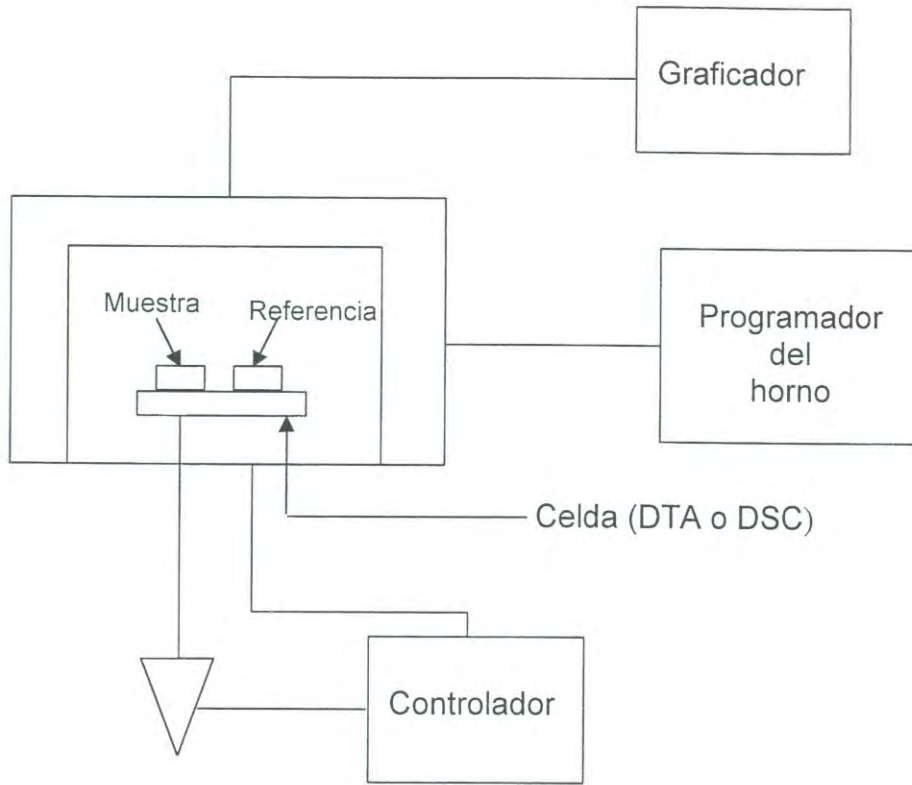 Graficador
Muestra
Referencia
Programador
del
horno
Celda (DTA o DSC)
Controlador